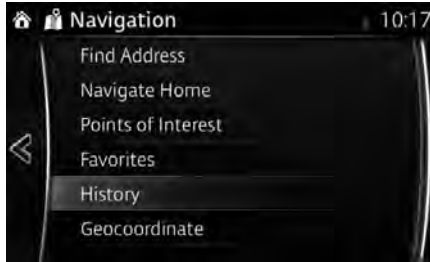 Navigation 10:17
Find Address
Navigate Home
Points of Interest
Favorites
History
Geocoordinate